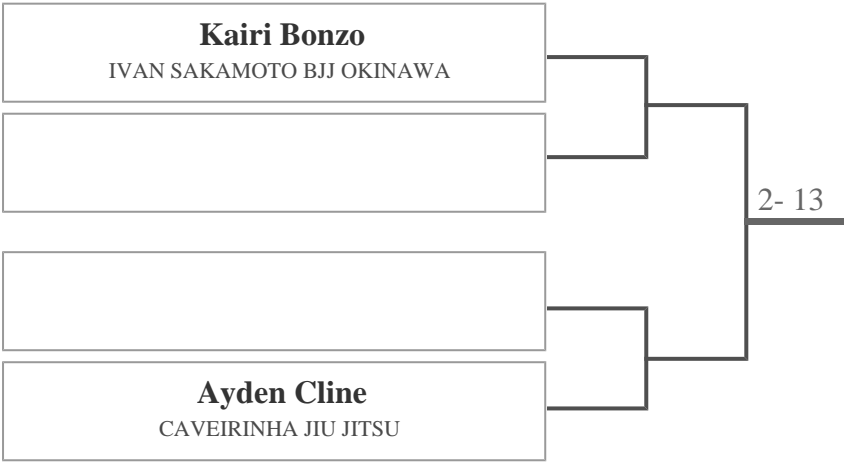 Kairi Bonzo
IVAN SAKAMOTO BJJ OKINAWA
2- 13
Ayden Cline
CAVEIRINHA JIU JITSU